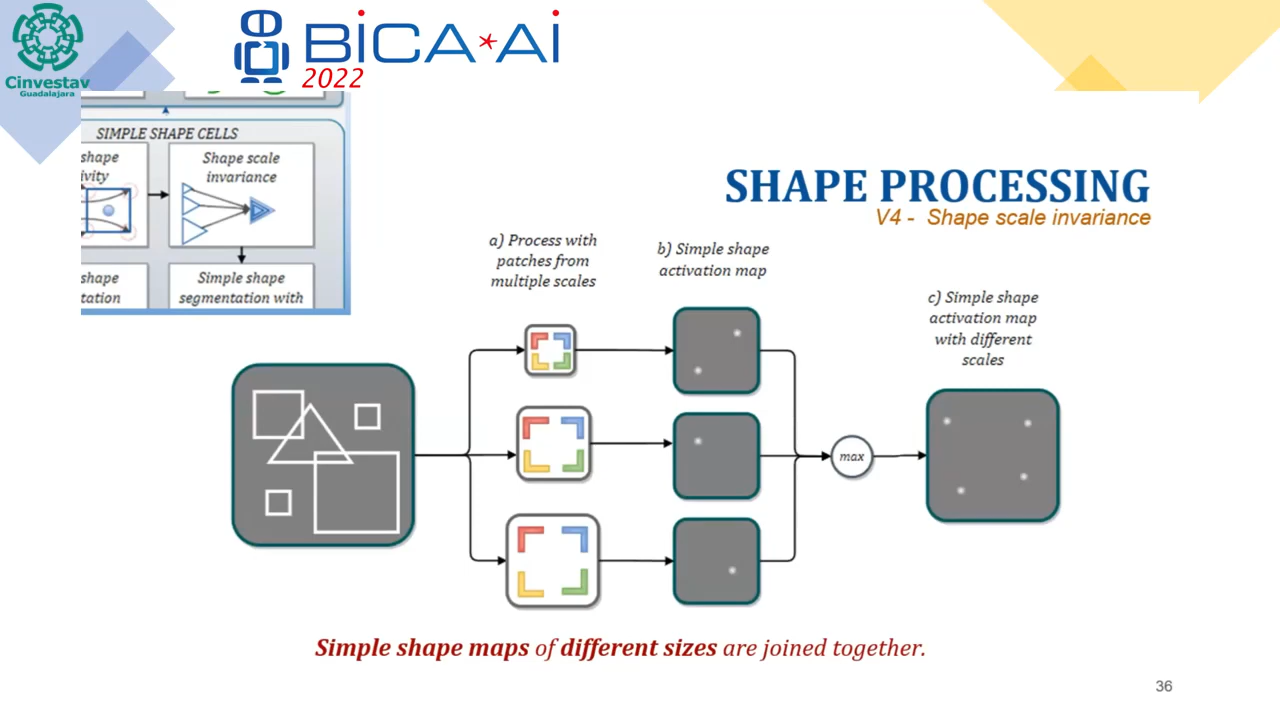 Cinvestav
Guadalajara
BiCA*Ai
2022
SIMPLE SHAPE CELLS
shape
ivity
Shape scale
invariance
shape
tation
Simple shape
segmentation with
SHAPE PROCESSING
V4 - Shape scale invariance
a) Process with
patches from
multiple scales
b) Simple shape
activation map
c) Simple shape
activation map
with different
scales
max
Simple shape maps of different sizes are joined together.
36